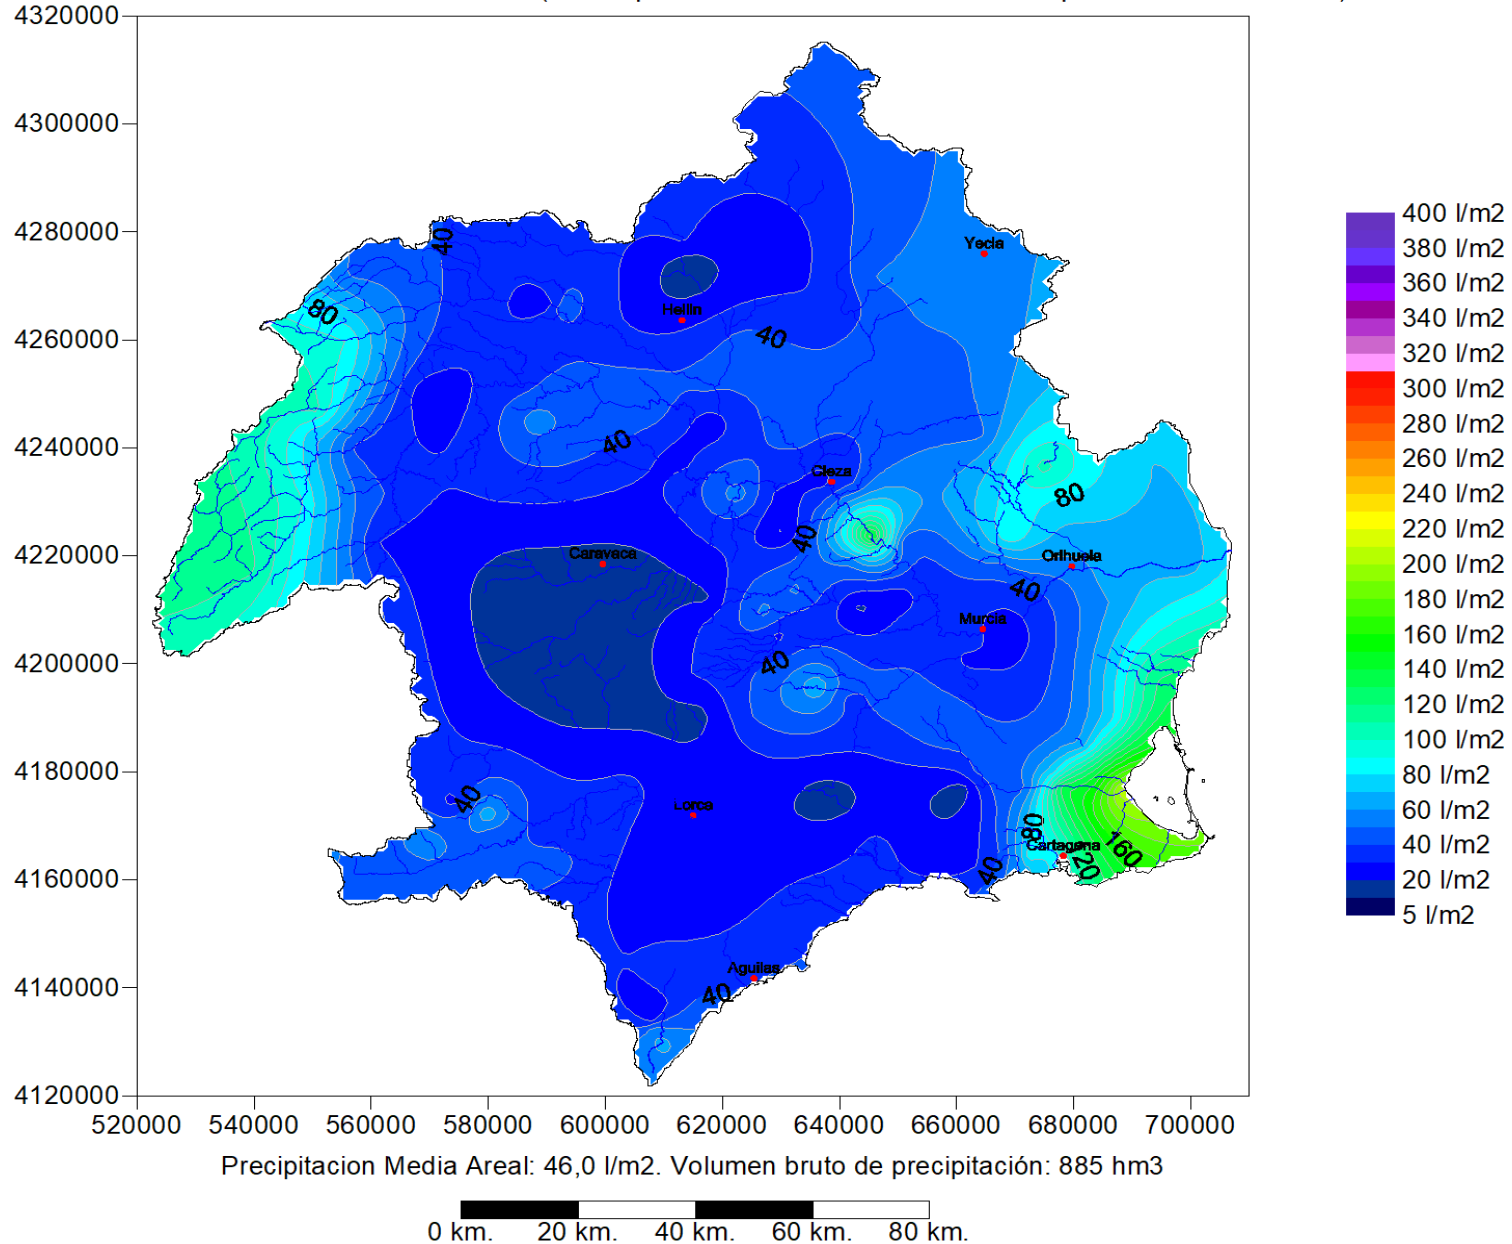 4320000
4300000
4280000
4260000
4240000
4220000
4200000
4180000
4160000
4140000
4120000
520000 540000 560000 580000 600000 620000 640000 660000 680000 700000
Yecla
Hellin
Cieza
Caravaca
Orihuela
Murcia
Lorca
Cartagena
Aguilas
40
80
40
40
80
40
40
40
40
80
40
120
160
40
400 l/m2
380 l/m2
360 l/m2
340 l/m2
320 l/m2
300 l/m2
280 l/m2
260 l/m2
240 l/m2
220 l/m2
200 l/m2
180 l/m2
160 l/m2
140 l/m2
120 l/m2
100 l/m2
80 l/m2
60 l/m2
40 l/m2
20 l/m2
5 l/m2
Precipitacion Media Areal: 46,0 l/m2. Volumen bruto de precipitación: 885 hm3
0 km. 20 km. 40 km. 60 km. 80 km.